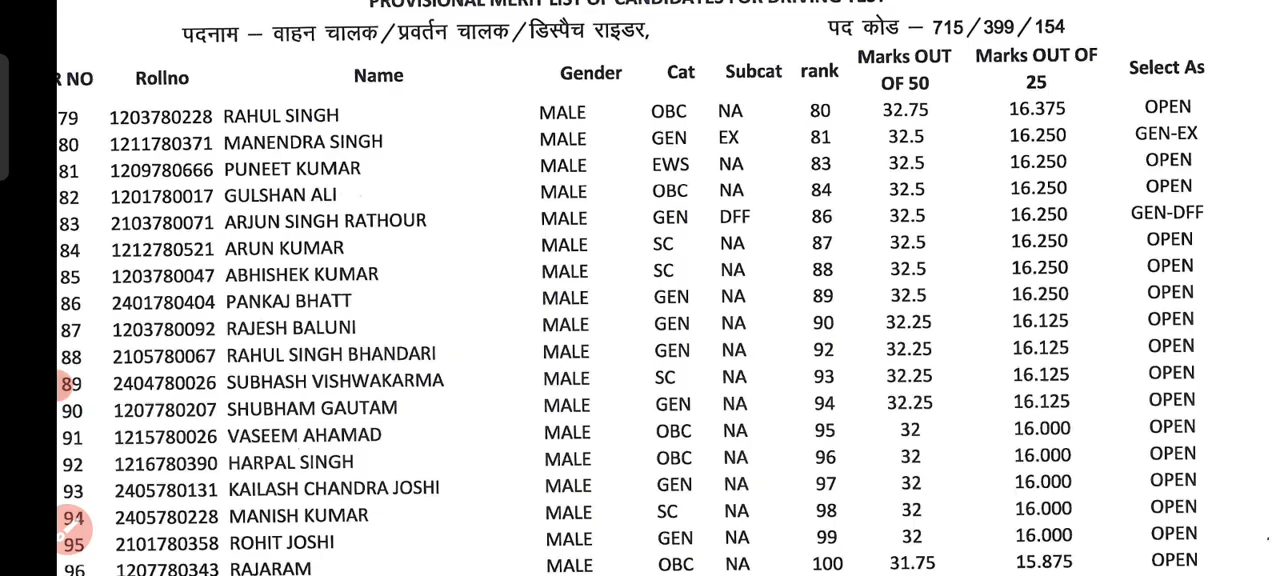 PROVISIONAL MERIT LIST OF CANDIDATES FOR DRIVING TEST
पदनाम – वाहन चालक/प्रवर्तन चालक/डिस्पैच राइडर, पद कोड – 715/399/154
R NO Rollno Name Gender Cat Subcat rank Marks OUT OF 50 Marks OUT OF 25 Select As
79 1203780228 RAHUL SINGH MALE OBC NA 80 32.75 16.375 OPEN
80 1211780371 MANENDRA SINGH MALE GEN EX 81 32.5 16.250 GEN-EX
81 1209780666 PUNEET KUMAR MALE EWS NA 83 32.5 16.250 OPEN
82 1201780017 GULSHAN ALI MALE OBC NA 84 32.5 16.250 OPEN
83 2103780071 ARJUN SINGH RATHOUR MALE GEN DFF 86 32.5 16.250 GEN-DFF
84 1212780521 ARUN KUMAR MALE SC NA 87 32.5 16.250 OPEN
85 1203780047 ABHISHEK KUMAR MALE SC NA 88 32.5 16.250 OPEN
86 2401780404 PANKAJ BHATT MALE GEN NA 89 32.5 16.250 OPEN
87 1203780092 RAJESH BALUNI MALE GEN NA 90 32.25 16.125 OPEN
88 2105780067 RAHUL SINGH BHANDARI MALE GEN NA 92 32.25 16.125 OPEN
89 2404780026 SUBHASH VISHWAKARMA MALE SC NA 93 32.25 16.125 OPEN
90 1207780207 SHUBHAM GAUTAM MALE GEN NA 94 32.25 16.125 OPEN
91 1215780026 VASEEM AHAMAD MALE OBC NA 95 32 16.000 OPEN
92 1216780390 HARPAL SINGH MALE OBC NA 96 32 16.000 OPEN
93 2405780131 KAILASH CHANDRA JOSHI MALE GEN NA 97 32 16.000 OPEN
94 2405780228 MANISH KUMAR MALE SC NA 98 32 16.000 OPEN
95 2101780358 ROHIT JOSHI MALE GEN NA 99 32 16.000 OPEN
96 1207780343 RAJARAM MALE OBC NA 100 31.75 15.875 OPEN